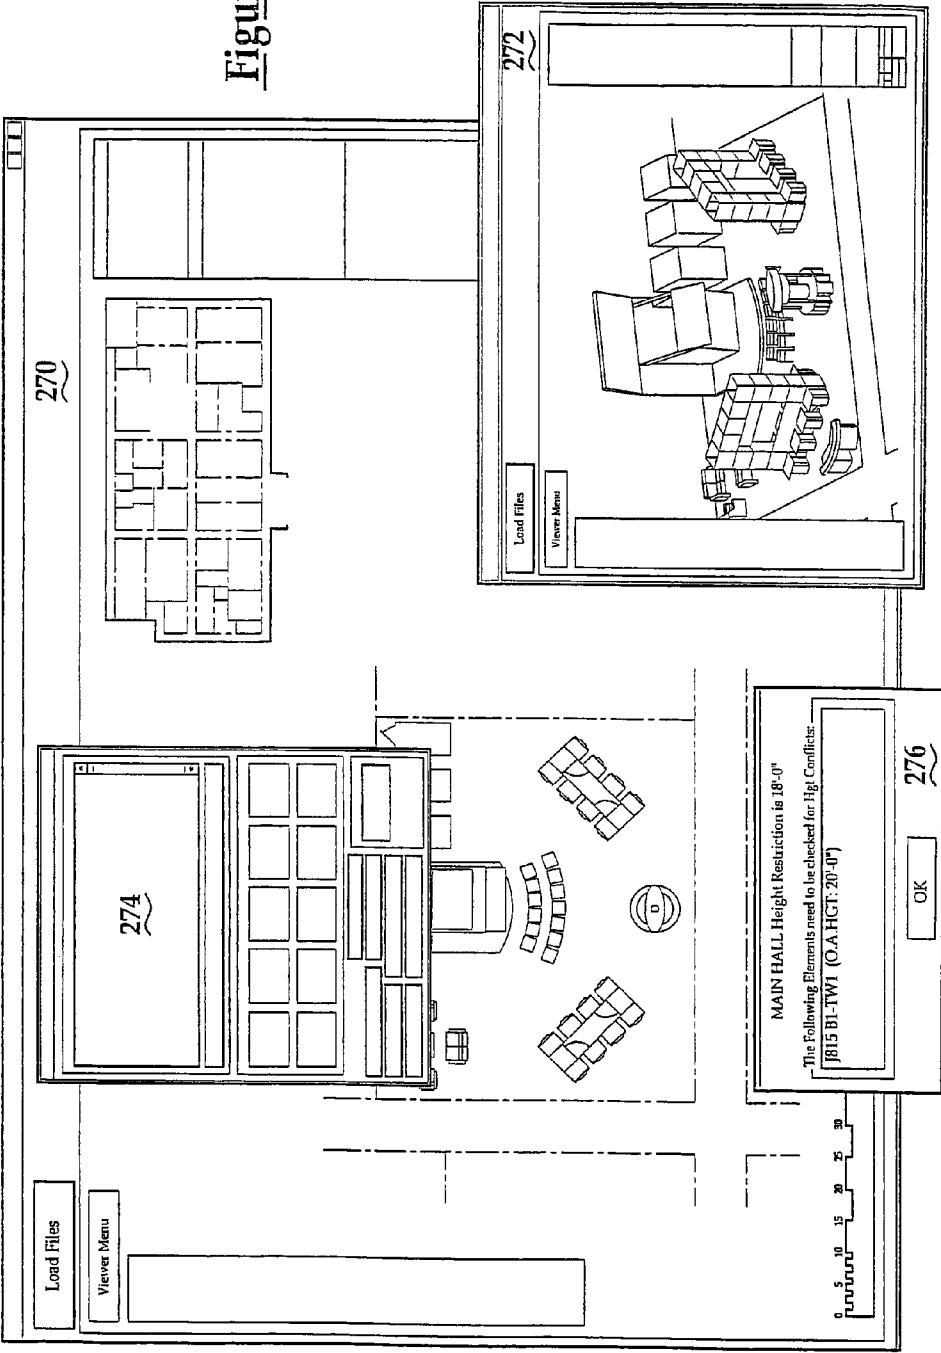 Figu
270
Load Files
Viewer Menu
274
272
Load Files
Viewer Menu
MAIN HALL Height Restriction is 18'-0"
The Following Elements need to be checked for Hgt Conflicts:
J815 B1-TW1 (O.A.HGT: 20'-0")
OK
276
0 5 10 15 20 25 30
D